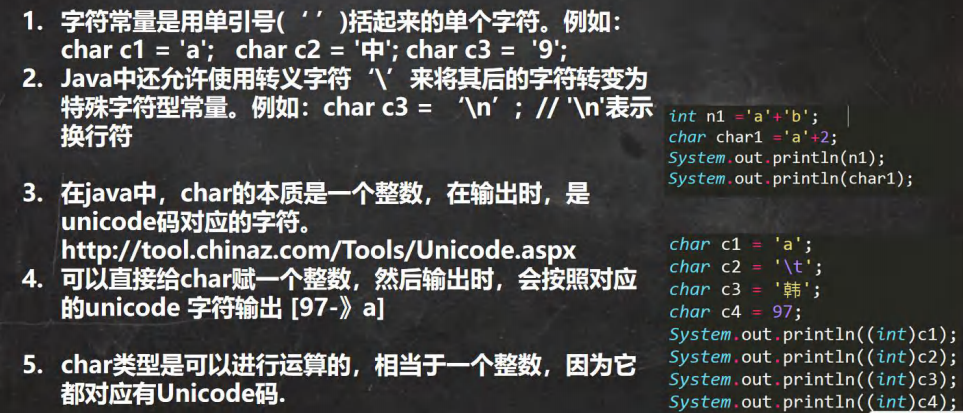 1. 字符常量是用单引号(‘ ’)括起来的单个字符。例如：
char c1 = 'a'; char c2 = '中'; char c3 = '9';
2. Java中还允许使用转义字符‘\’来将其后的字符转变为
特殊字符型常量。例如：char c3 = ‘\n’; // '\n'表示
换行符
3. 在java中，char的本质是一个整数，在输出时，是
unicode码对应的字符。
http://tool.chinaz.com/Tools/Unicode.aspx
4. 可以直接给char赋一个整数，然后输出时，会按照对应
的unicode 字符输出 [97-》a]
5. char类型是可以进行运算的，相当于一个整数，因为它
都对应有Unicode码.
int n1 ='a'+'b';
char char1 ='a'+2;
System.out.println(n1);
System.out.println(char1);
char c1 = 'a';
char c2 = '\t';
char c3 = '韩';
char c4 = 97;
System.out.println((int)c1);
System.out.println((int)c2);
System.out.println((int)c3);
System.out.println((int)c4);